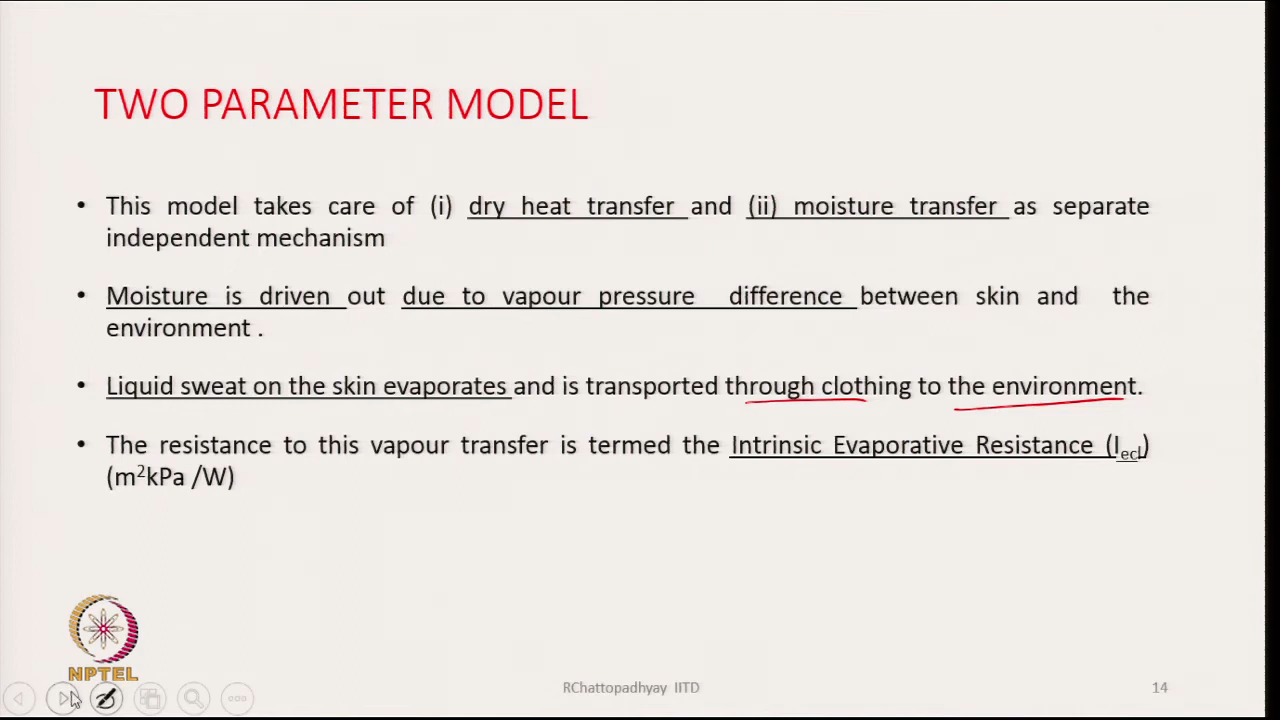 TWO PARAMETER MODEL
• This model takes care of (i) dry heat transfer and (ii) moisture transfer as separate
independent mechanism
• Moisture is driven out due to vapour pressure difference between skin and the
environment .
• Liquid sweat on the skin evaporates and is transported through clothing to the environment.
• The resistance to this vapour transfer is termed the Intrinsic Evaporative Resistance (Iecl)
(m²kPa /W)
NPTEL
RChattopadhyay IITD
14